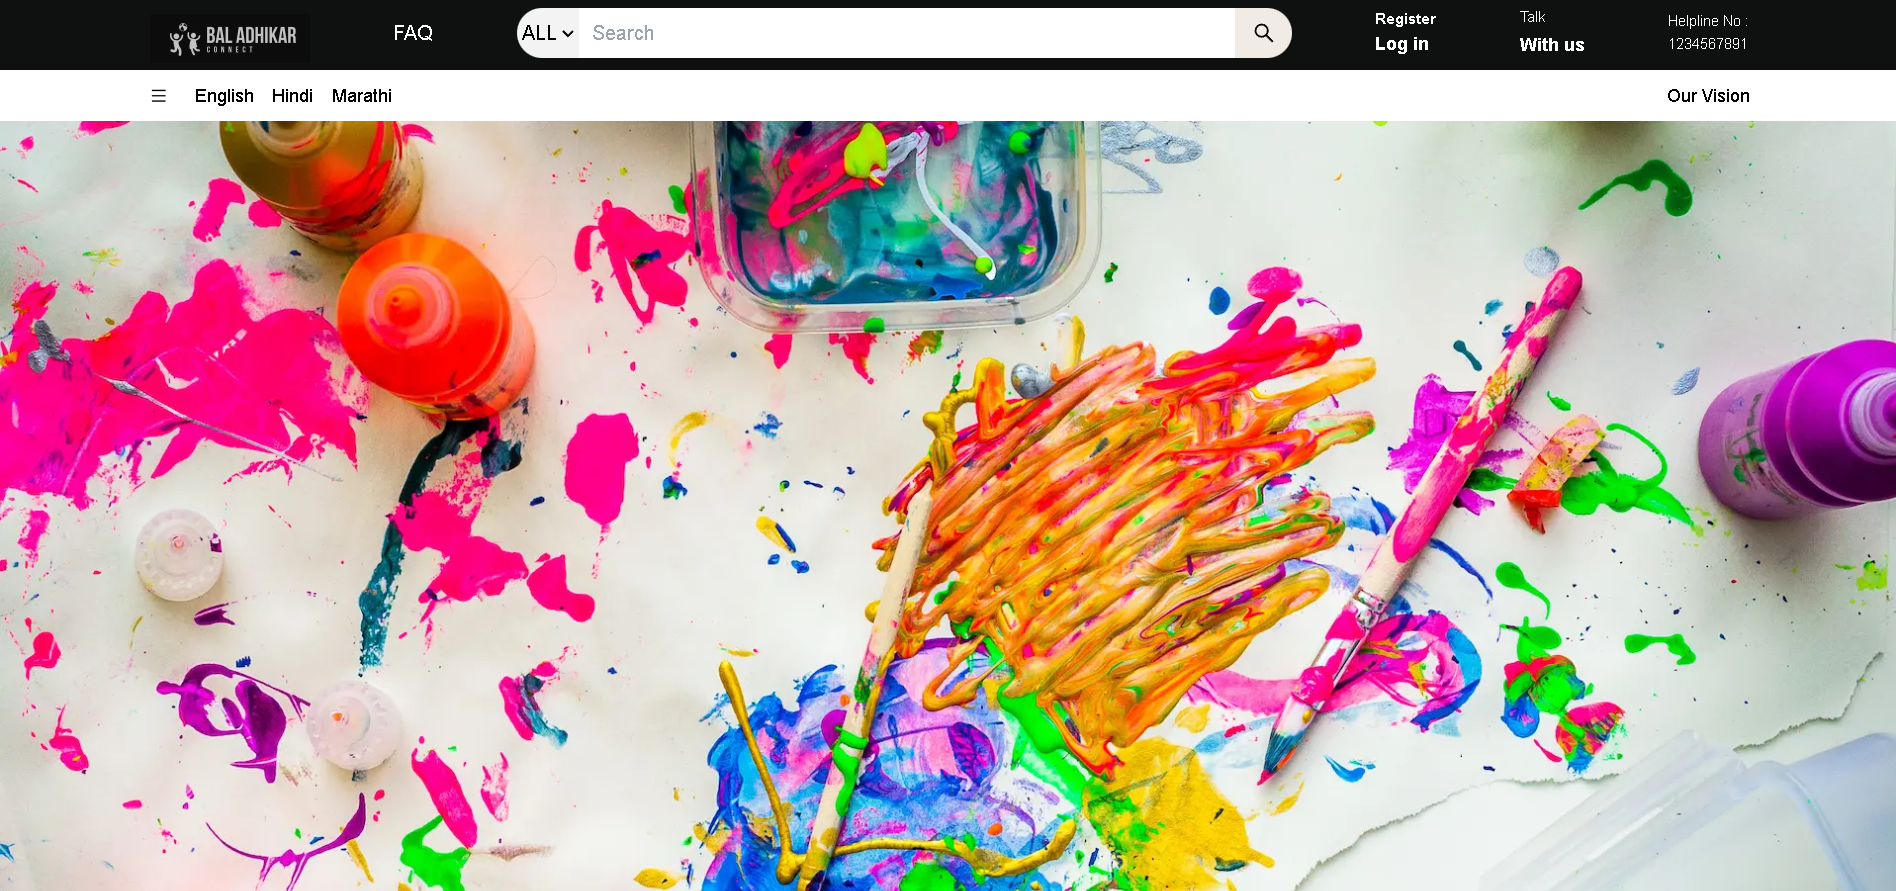 BAL ADHIKAR
CONNECT
FAQ
ALL
Search
Register
Log in
Talk
With us
Helpline No :
1234567891
English Hindi Marathi
Our Vision